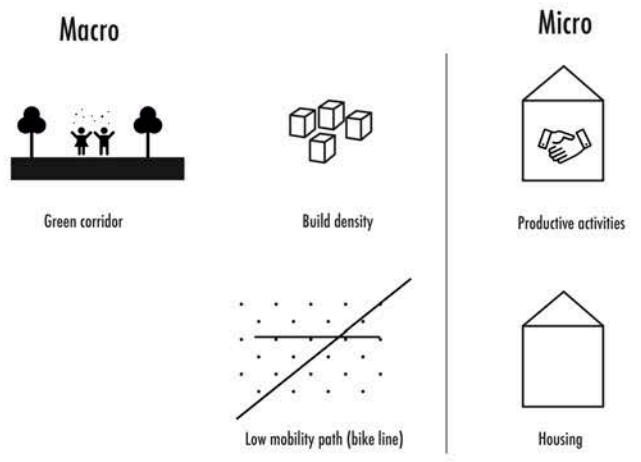 Macro
Micro
Green corridor
Build density
Productive activities
Low mobility path (bike line)
Housing